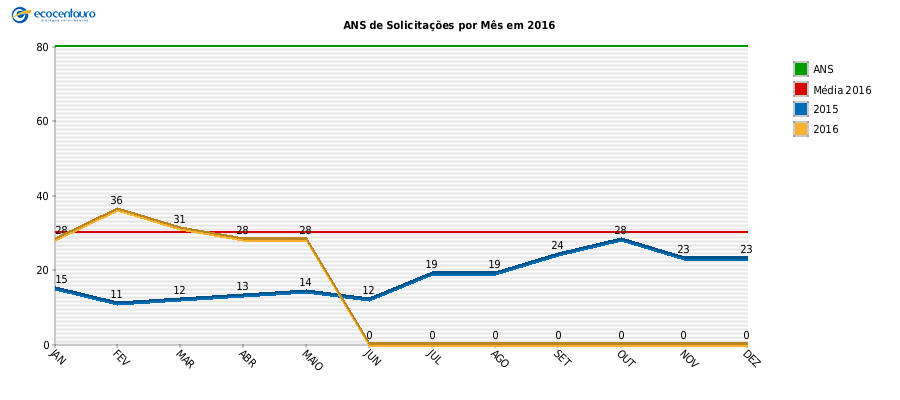 ecocentauro
ANS de Solicitações por Mês em 2016
80
60
40
20
0
28
36
31
28
28
0
0
0
0
0
0
0
15
11
12
13
14
12
19
19
24
28
23
23
JAN
FEV
MAR
ABR
MAIO
JUN
JUL
AGO
SET
OUT
NOV
DEZ
ANS
Média 2016
2015
2016